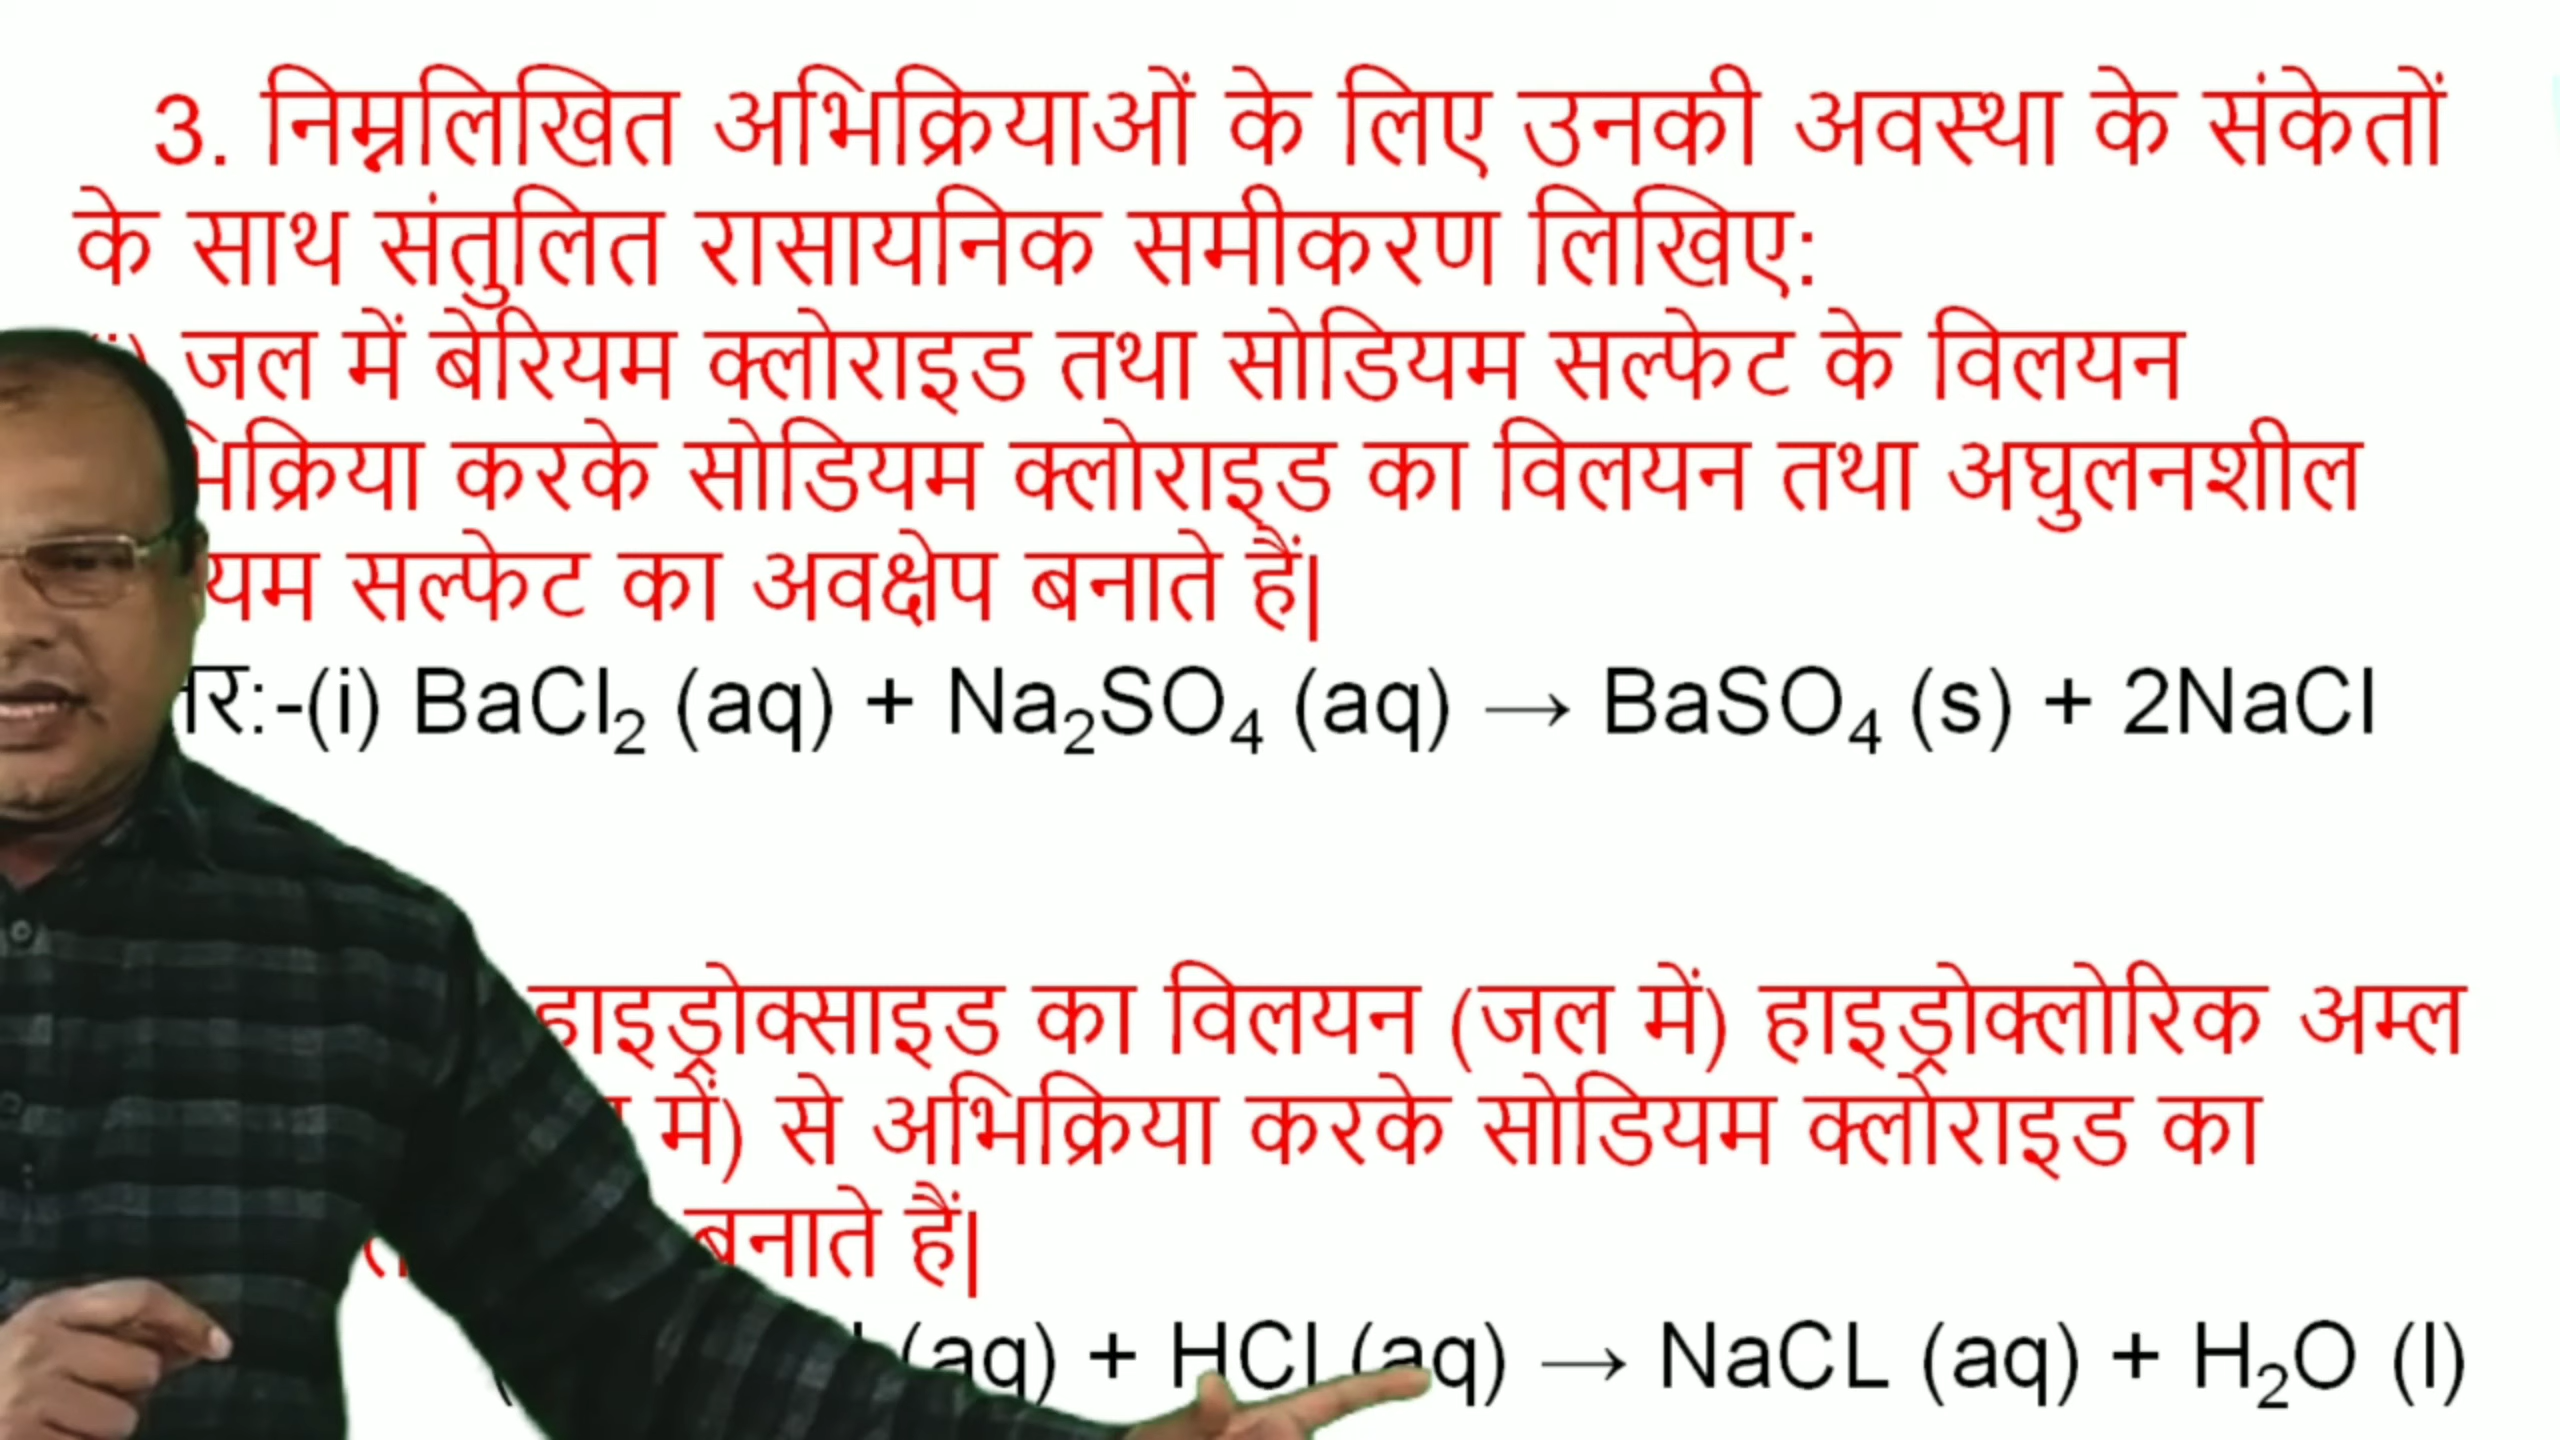 3. निम्नलिखित अभिक्रियाओं के लिए उनकी अवस्था के संकेतों
के साथ संतुलित रासायनिक समीकरण लिखिए:
जल में बेरियम क्लोराइड तथा सोडियम सल्फेट के विलयन
करके सोडियम क्लोराइड का विलयन तथा अघुलनशील
सल्फेट का अवक्षेप बनाते हैं|
(i) BaCl₂ (aq) + Na₂SO₄ (aq) → BaSO₄ (s) + 2NaCl
हाइड्रोक्साइड का विलयन (जल में) हाइड्रोक्लोरिक अम्ल
में) से अभिक्रिया करके सोडियम क्लोराइड का
बनाते हैं|
(aq) + HCl (aq) → NaCL (aq) + H₂O (l)